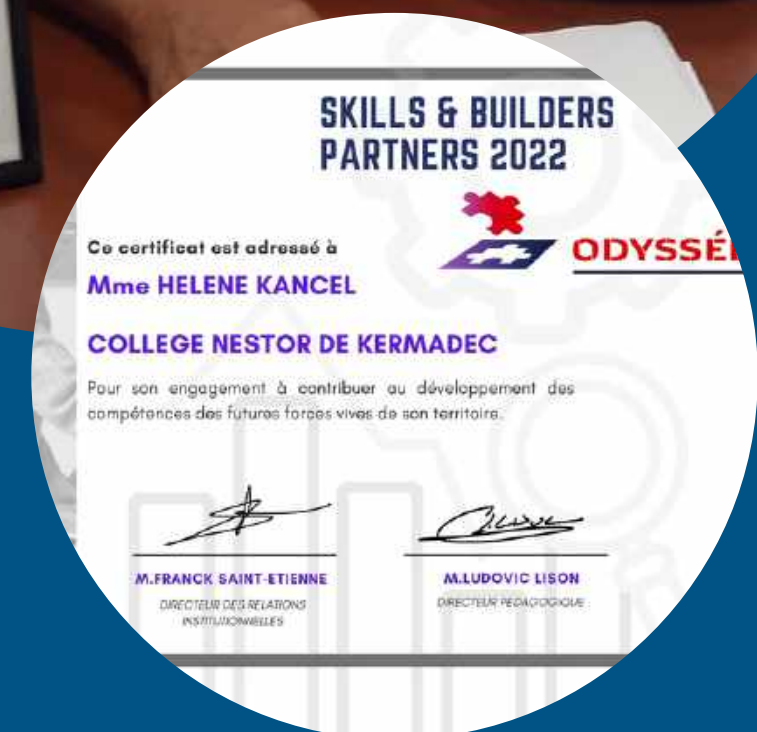 SKILLS & BUILDERS
PARTNERS 2022
ODYSSÉ
Ce certificat est adressé à
Mme HELENE KANCEL
COLLEGE NESTOR DE KERMADEC
Pour son engagement à contribuer au développement des
compétences des futures forces vives de son territoire.
M.FRANCK SAINT-ETIENNE
DIRECTEUR DES RELATIONS
INSTITUTIONNELLES
M.LUDOVIC LISON
DIRECTEUR PEDAGOGIQUE